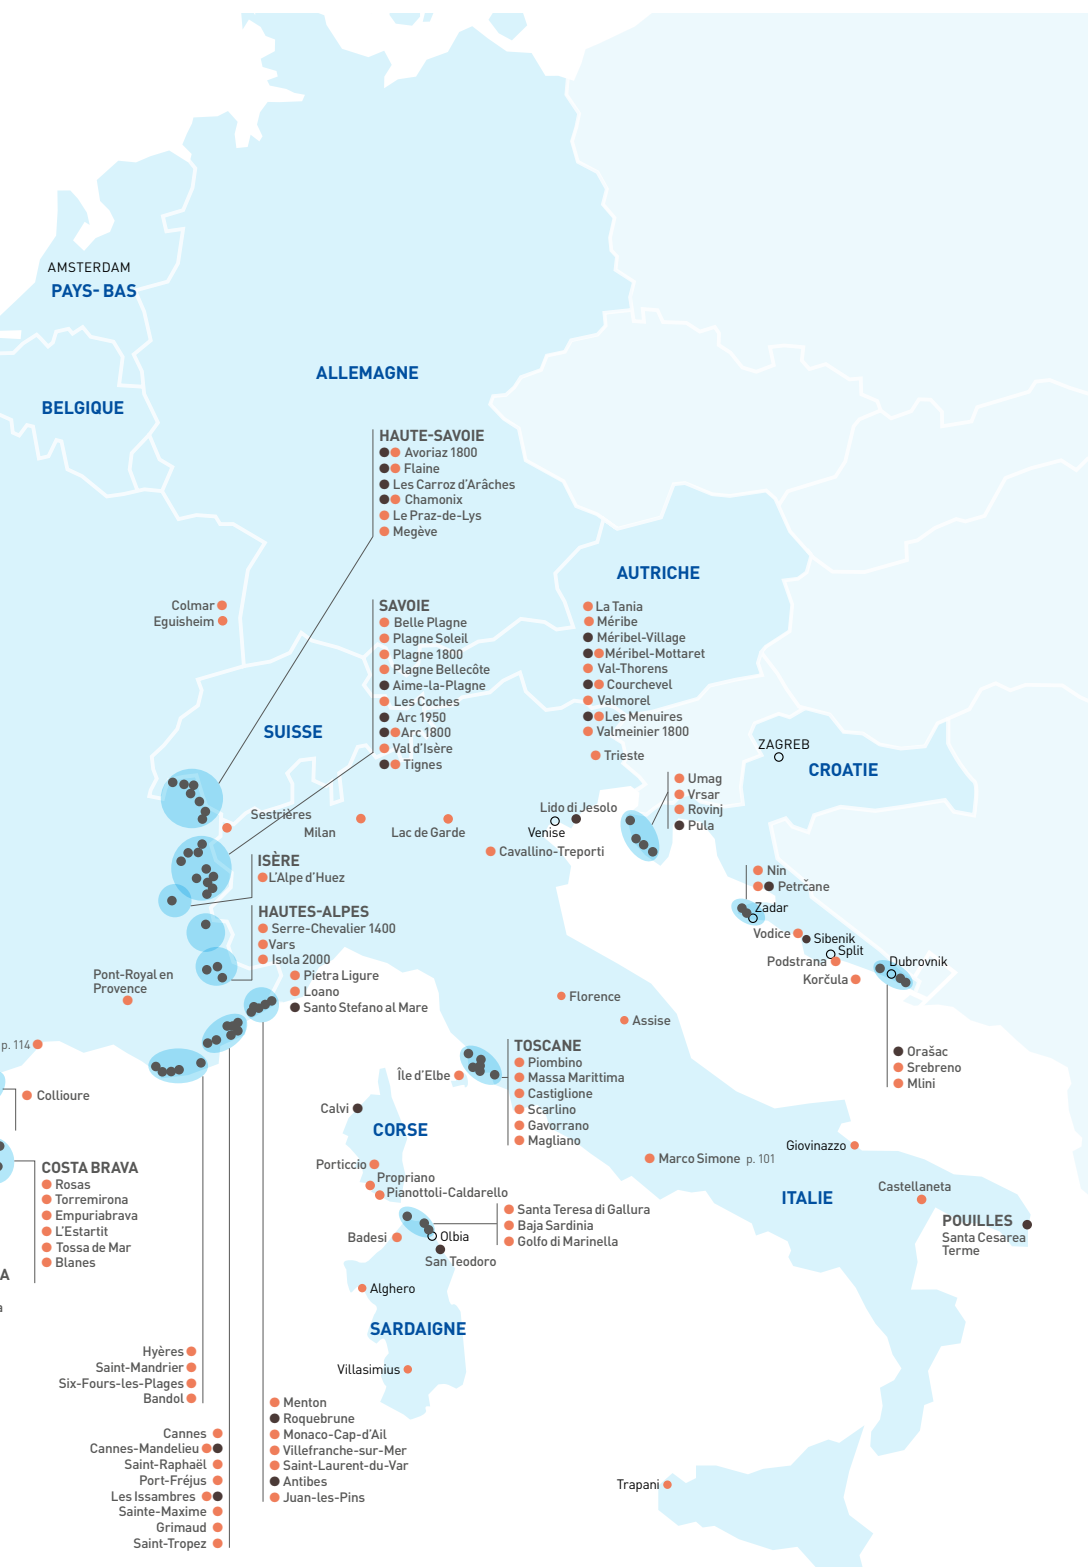 AMSTERDAM
PAYS- BAS
ALLEMAGNE
BELGIQUE
HAUTE-SAVOIE
Avoriaz 1800
Flaine
Les Carroz d'Arâches
Chamonix
Le Praz-de-Lys
Megève
AUTRICHE
Colmar
Eguisheim
SAVOIE
Belle Plagne
Plagne Soleil
Plagne 1800
Plagne Bellecôte
Aime-la-Plagne
Les Coches
Arc 1950
Arc 1800
Val d'Isère
Tignes
La Tania
Méribe
Méribel-Village
Méribel-Mottaret
Val-Thorens
Courchevel
Valmorel
Les Menuires
Valmeinier 1800
SUISSE
Trieste
ZAGREB
CROATIE
Umag
Vrsar
Rovinj
Pula
Sestrières
Milan
Lac de Garde
Lido di Jesolo
Venise
Cavallino-Treporti
ISÈRE
L'Alpe d'Huez
Nin
Petrčane
Zadar
HAUTES-ALPES
Serre-Chevalier 1400
Vars
Isola 2000
Vodice
Sibenik
Split
Podstrana
Korčula
Dubrovnik
Pont-Royal en
Provence
Pietra Ligure
Loano
Santo Stefano al Mare
Florence
Assise
p. 114
TOSCANE
Piombino
Massa Marittima
Castiglione
Scarlino
Gavorrano
Magliano
Île d'Elbe
Orašac
Srebreno
Mlini
Collioure
Calvi
CORSE
Porticcio
Propriano
Pianottoli-Caldarello
Marco Simone p. 101
Giovinazzo
ITALIE
Castellaneta
POUILLES
Santa Cesarea
Terme
COSTA BRAVA
Rosas
Torremirona
Empuriabrava
L'Estartit
Tossa de Mar
Blanes
A
a
Santa Teresa di Gallura
Baja Sardinia
Golfo di Marinella
Badesi
Olbia
San Teodoro
Alghero
SARDAIGNE
Villasimius
Hyères
Saint-Mandrier
Six-Fours-les-Plages
Bandol
Menton
Roquebrune
Monaco-Cap-d'Ail
Villefranche-sur-Mer
Saint-Laurent-du-Var
Antibes
Juan-les-Pins
Cannes
Cannes-Mandelieu
Saint-Raphaël
Port-Fréjus
Les Issambres
Sainte-Maxime
Grimaud
Saint-Tropez
Trapani